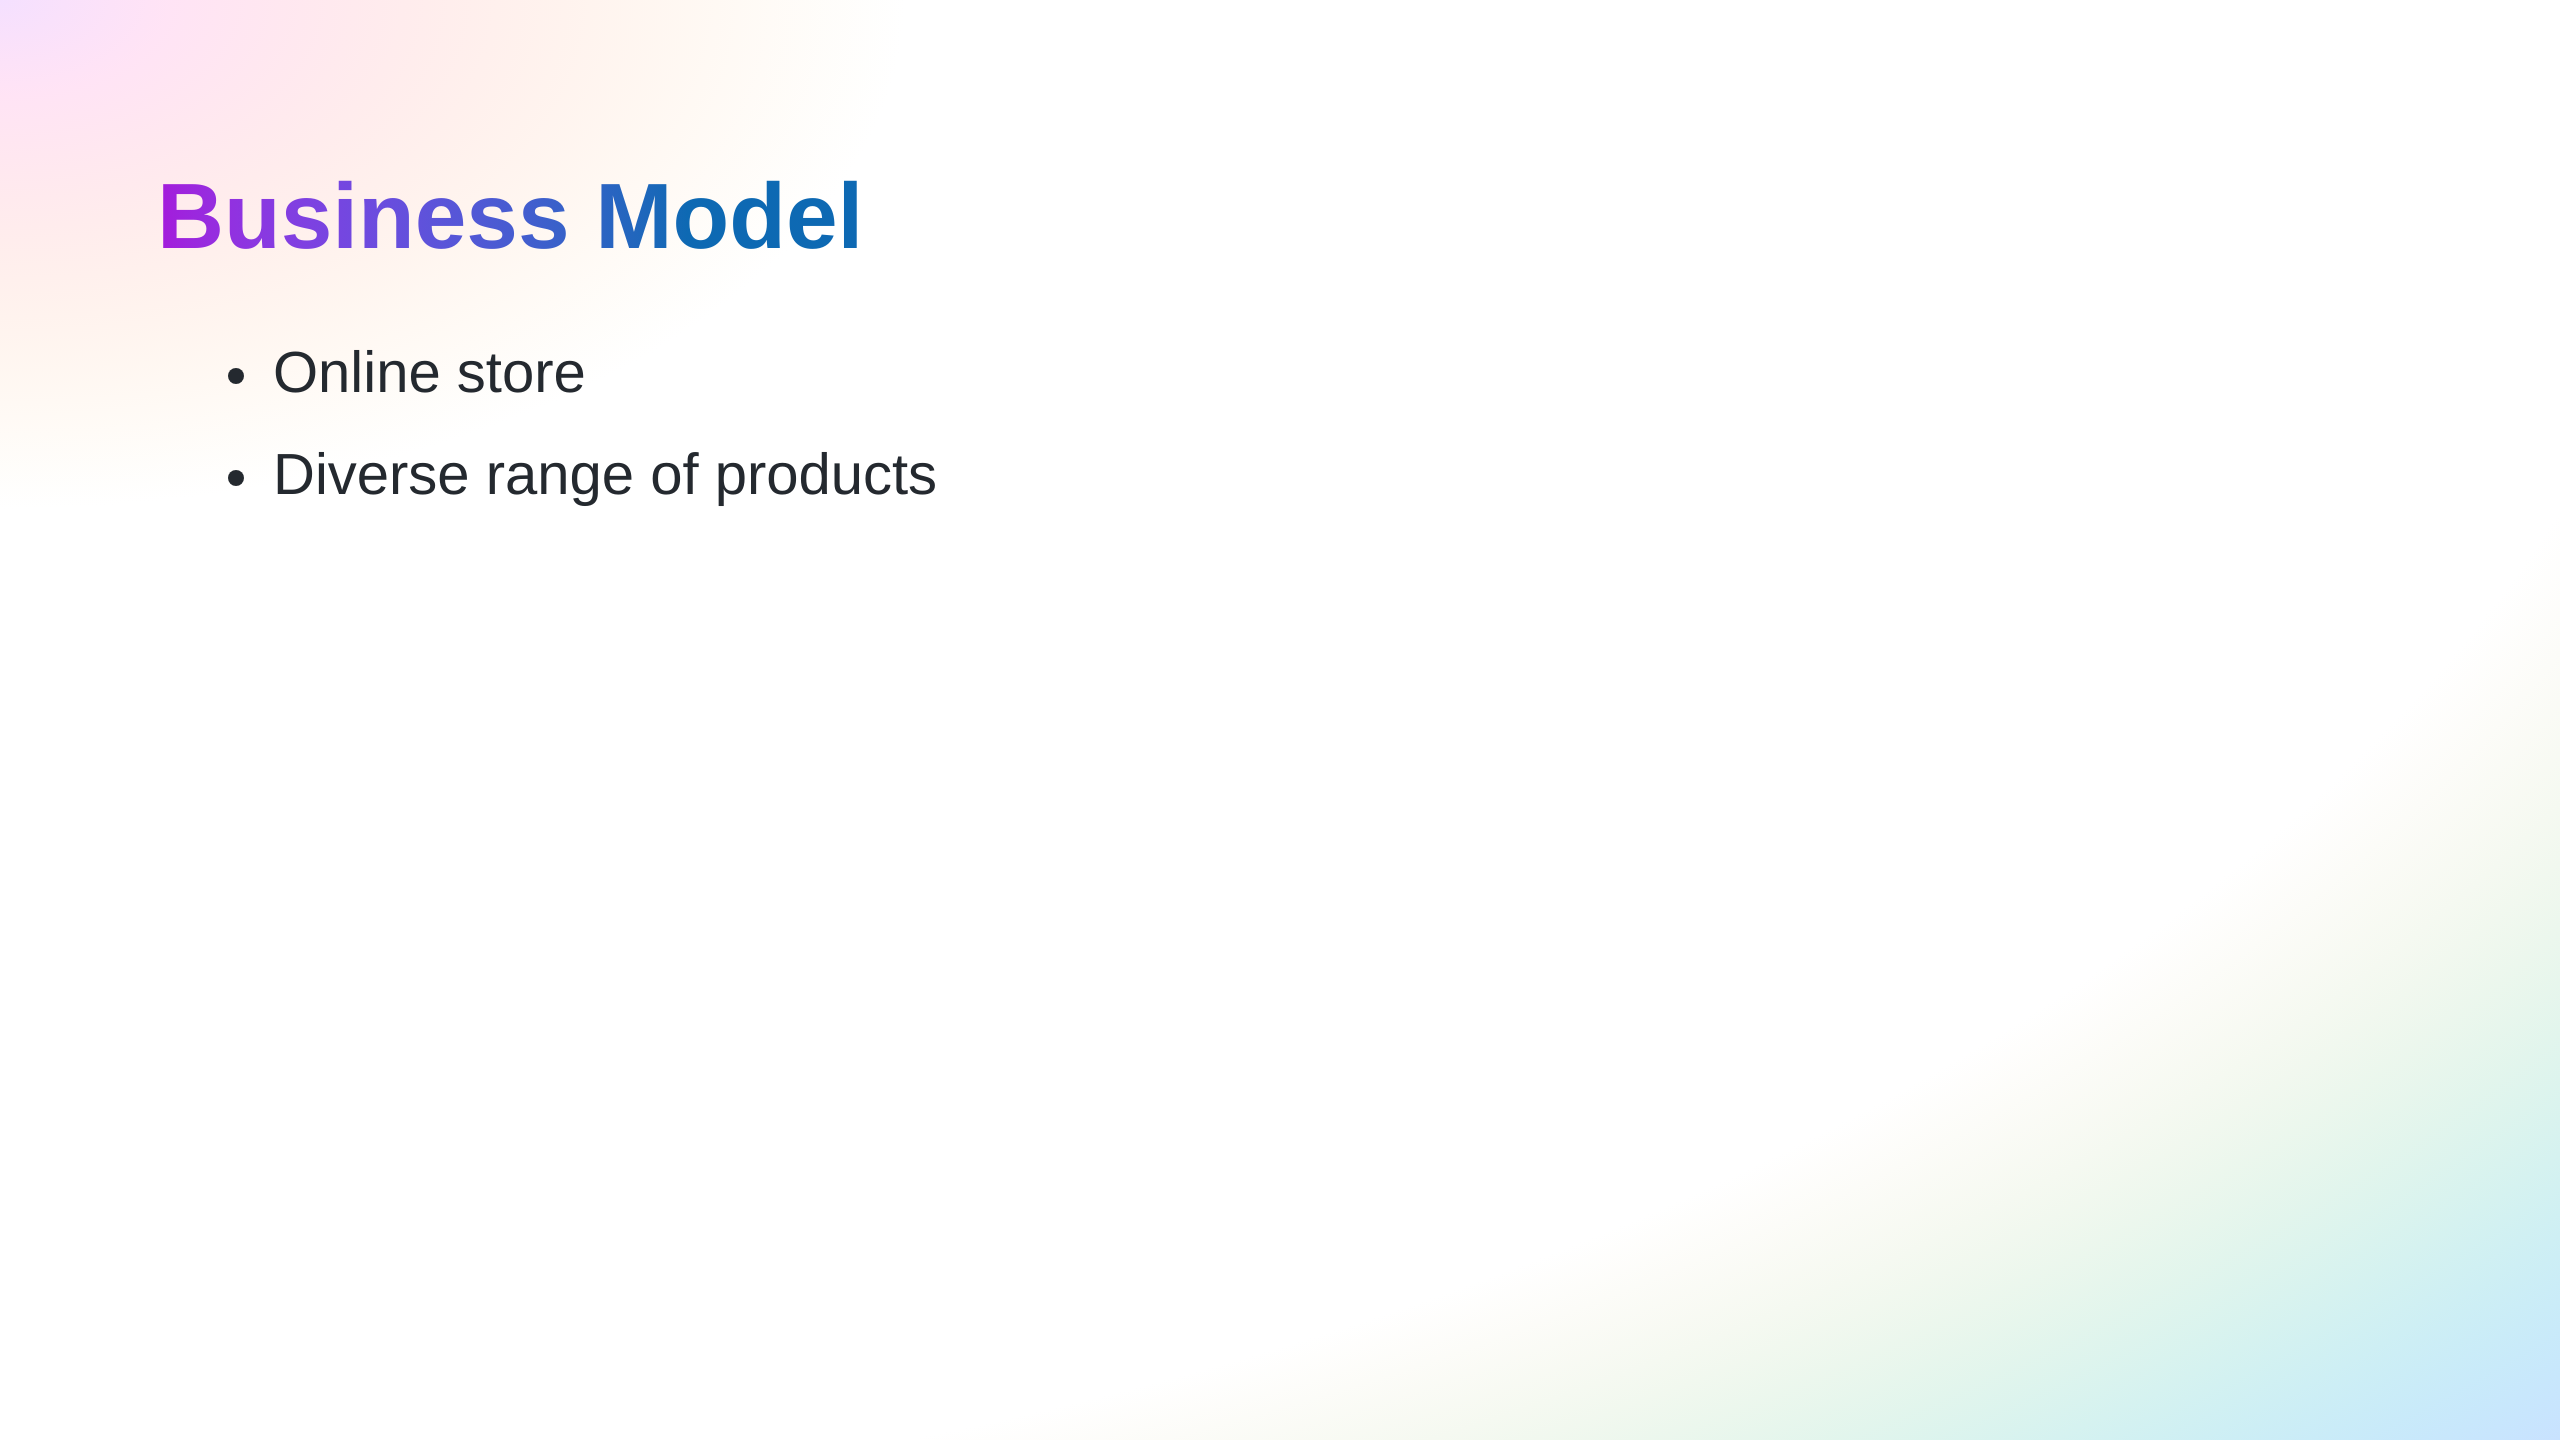 Business Model
• Online store
• Diverse range of products